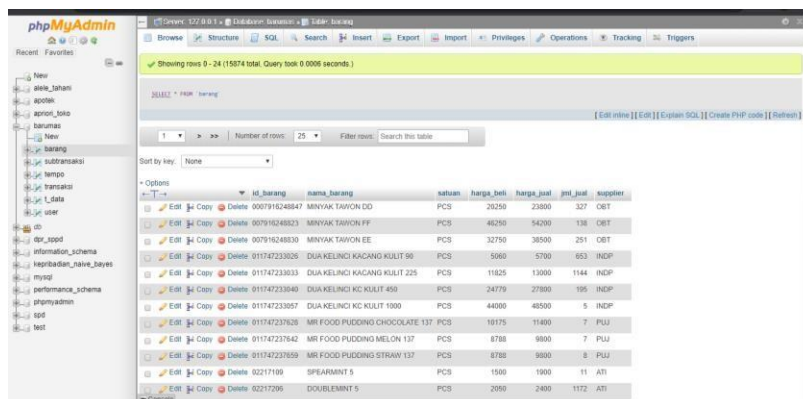 phpMyAdmin
Recent Favorites
New
alele_tahani
apotek
apriori_toko
barumas
New
barang
subtransaksi
tempo
transaksi
t_data
user
db
dpr_sppd
information_schema
kepribadian_naive_bayes
mysql
performance_schema
phpmyadmin
spd
test
Server: 127.0.0.1 » Database: barumas » Table: barang
Browse Structure SQL Search Insert Export Import Privileges Operations Tracking Triggers
Showing rows 0 - 24 (15874 total, Query took 0.0006 seconds.)
SELECT * FROM `barang`
[ Edit inline ] [ Edit ] [ Explain SQL ] [ Create PHP code ] [ Refresh ]
1 > >> Number of rows: 25 Filter rows: Search this table
Sort by key: None
+ Options
←T→ id_barang nama_barang satuan harga_beli harga_jual jml_jual supplier
Edit Copy Delete 0007916248847 MINYAK TAWON DD PCS 20250 23800 327 OBT
Edit Copy Delete 007916248823 MINYAK TAWON FF PCS 46250 54200 138 OBT
Edit Copy Delete 007916248830 MINYAK TAWON EE PCS 32750 38500 251 OBT
Edit Copy Delete 011747233026 DUA KELINCI KACANG KULIT 90 PCS 5060 5700 653 INDP
Edit Copy Delete 011747233033 DUA KELINCI KACANG KULIT 225 PCS 11825 13000 1144 INDP
Edit Copy Delete 011747233040 DUA KELINCI KC KULIT 450 PCS 24779 27800 195 INDP
Edit Copy Delete 011747233057 DUA KELINCI KC KULIT 1000 PCS 44000 48500 5 INDP
Edit Copy Delete 011747237628 MR FOOD PUDDING CHOCOLATE 137 PCS 10175 11400 7 PUJ
Edit Copy Delete 011747237642 MR FOOD PUDDING MELON 137 PCS 8788 9800 7 PUJ
Edit Copy Delete 011747237659 MR FOOD PUDDING STRAW 137 PCS 8788 9800 8 PUJ
Edit Copy Delete 02217109 SPEARMINT 5 PCS 1500 1900 11 ATI
Edit Copy Delete 02217206 DOUBLEMINT 5 PCS 2050 2400 1172 ATI
Console